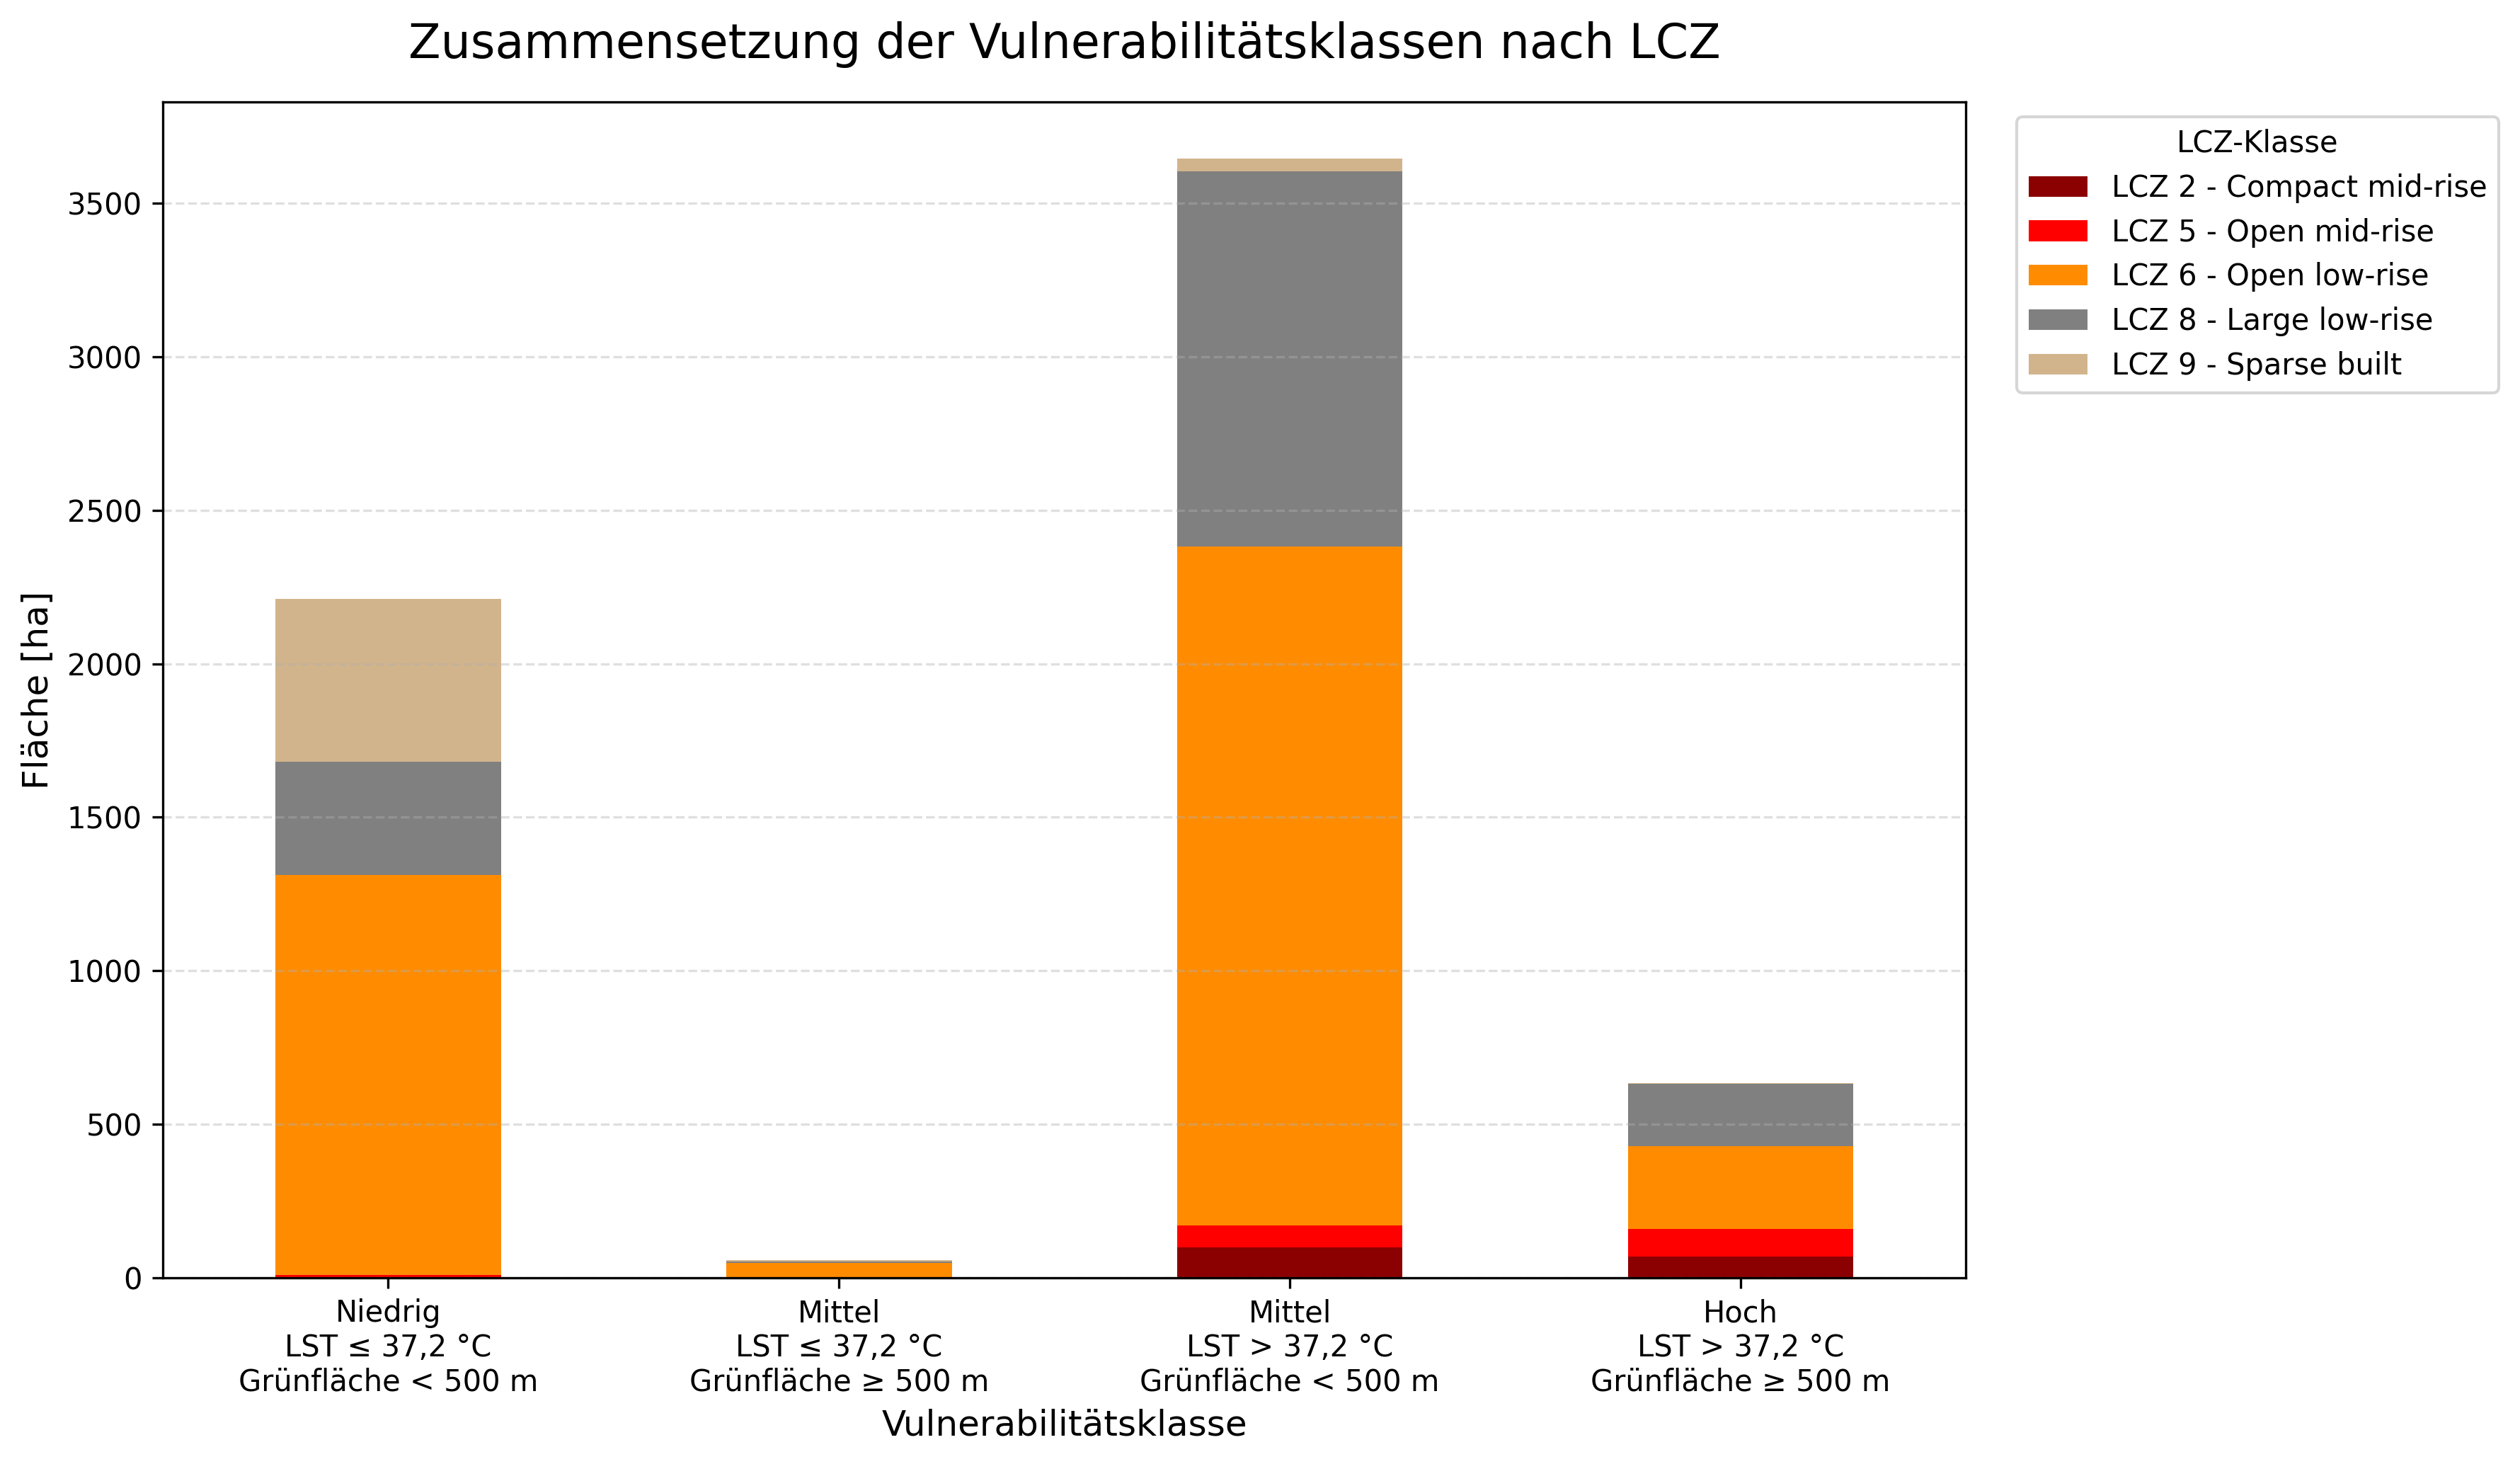 Zusammensetzung der Vulnerabilitätsklassen nach LCZ
LCZ-Klasse
LCZ 2 - Compact mid-rise
LCZ 5 - Open mid-rise
LCZ 6 - Open low-rise
LCZ 8 - Large low-rise
LCZ 9 - Sparse built
Fläche [ha]
3500
3000
2500
2000
1500
1000
500
0
Niedrig
LST ≤ 37,2 °C
Grünfläche < 500 m
Mittel
LST ≤ 37,2 °C
Grünfläche ≥ 500 m
Mittel
LST > 37,2 °C
Grünfläche < 500 m
Hoch
LST > 37,2 °C
Grünfläche ≥ 500 m
Vulnerabilitätsklasse